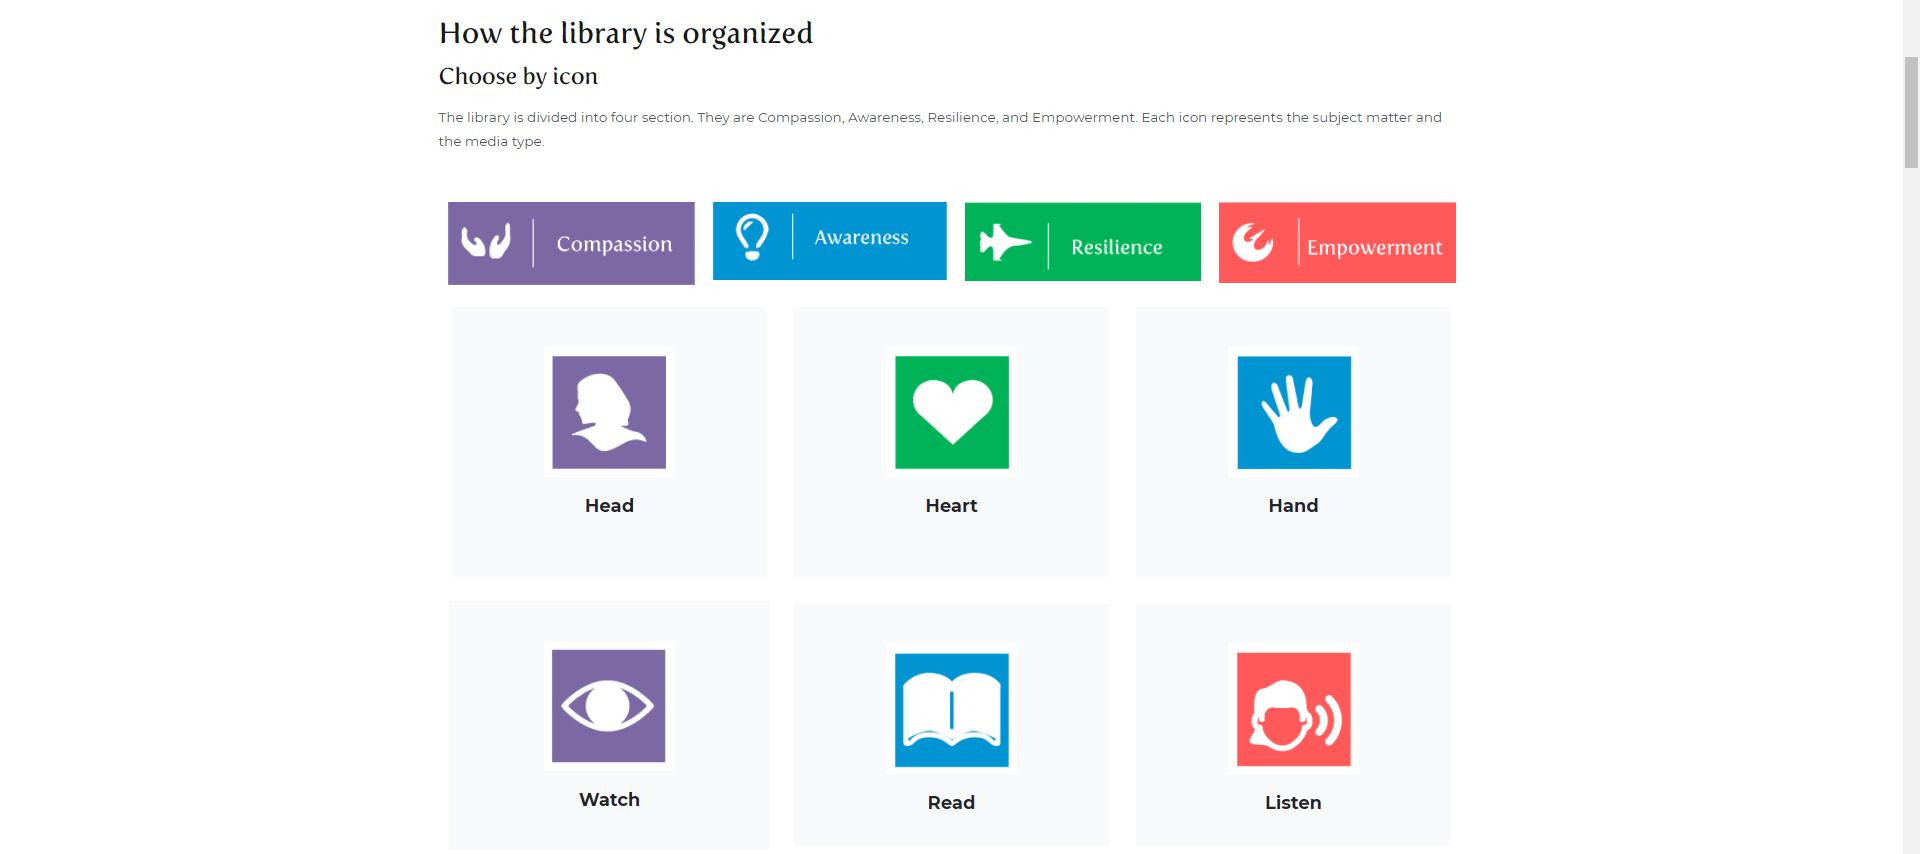 How the library is organized
Choose by icon
The library is divided into four section. They are Compassion, Awareness, Resilience, and Empowerment. Each icon represents the subject matter and
the media type.
Compassion
Awareness
Resilience
Empowerment
Head
Heart
Hand
Watch
Read
Listen